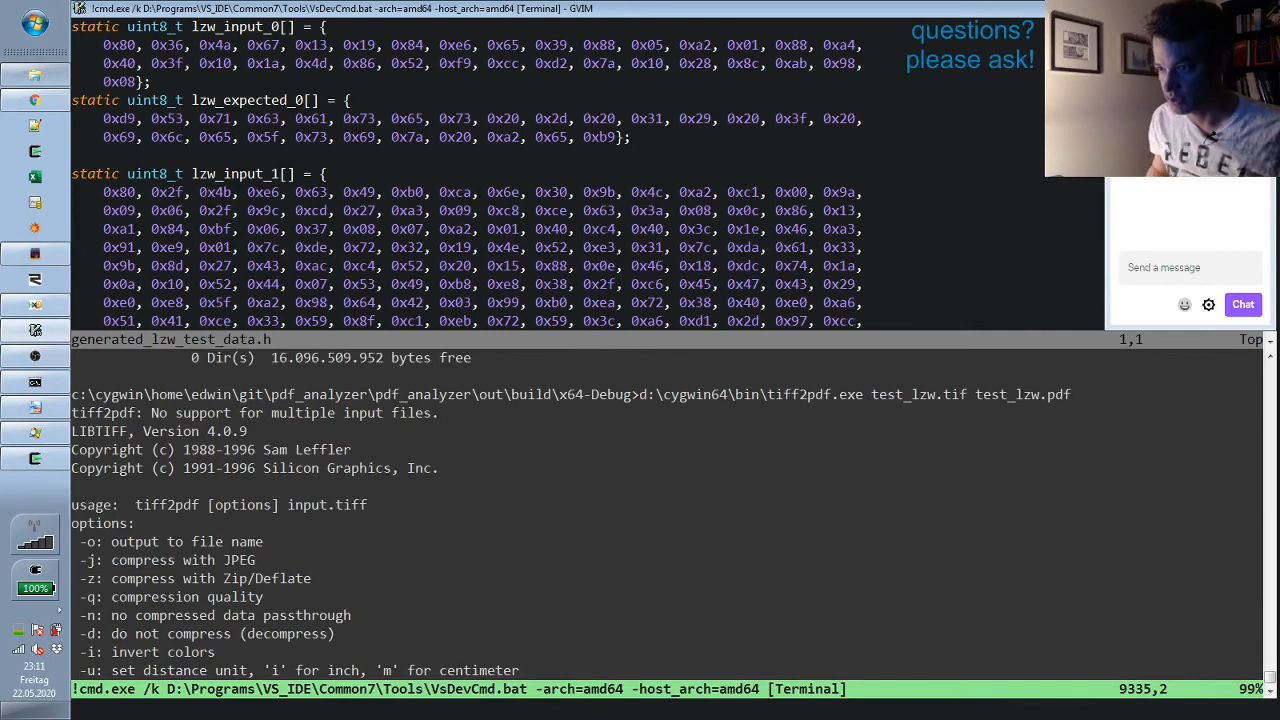 !cmd.exe /k D:\Programs\VS_IDE\Common7\Tools\VsDevCmd.bat -arch=amd64 -host_arch=amd64 [Terminal] - GVIM
static uint8_t lzw_input_0[] = {
0x80, 0x36, 0x4a, 0x67, 0x13, 0x19, 0x84, 0xe6, 0x65, 0x39, 0x88, 0x05, 0xa2, 0x01, 0x88, 0xa4,
0x40, 0x3f, 0x10, 0x1a, 0x4d, 0x86, 0x52, 0xf9, 0xcc, 0xd2, 0x7a, 0x10, 0x28, 0x8c, 0xab, 0x98,
0x08};
static uint8_t lzw_expected_0[] = {
0xd9, 0x53, 0x71, 0x63, 0x61, 0x73, 0x65, 0x73, 0x20, 0x2d, 0x20, 0x31, 0x29, 0x20, 0x3f, 0x20,
0x69, 0x6c, 0x65, 0x5f, 0x73, 0x69, 0x7a, 0x20, 0xa2, 0x65, 0xb9};
static uint8_t lzw_input_1[] = {
0x80, 0x2f, 0x4b, 0xe6, 0x63, 0x49, 0xb0, 0xca, 0x6e, 0x30, 0x9b, 0x4c, 0xa2, 0xc1, 0x00, 0x9a,
0x09, 0x06, 0x2f, 0x9c, 0xcd, 0x27, 0xa3, 0x09, 0xc8, 0xce, 0x63, 0x3a, 0x08, 0x0c, 0x86, 0x13,
0xa1, 0x84, 0xbf, 0x06, 0x37, 0x08, 0x07, 0xa2, 0x01, 0x40, 0xc4, 0x40, 0x3c, 0x1e, 0x46, 0xa3,
0x91, 0xe9, 0x01, 0x7c, 0xde, 0x72, 0x32, 0x19, 0x4e, 0x52, 0xe3, 0x31, 0x7c, 0xda, 0x61, 0x33,
0x9b, 0x8d, 0x27, 0x43, 0xac, 0xc4, 0x52, 0x20, 0x15, 0x88, 0x0e, 0x46, 0x18, 0xdc, 0x74, 0x1a,
0x0a, 0x10, 0x52, 0x44, 0x07, 0x53, 0x49, 0xb8, 0xe8, 0x38, 0x2f, 0xc6, 0x45, 0x47, 0x43, 0x29,
0xe0, 0xe8, 0x5f, 0xa2, 0x98, 0x64, 0x42, 0x03, 0x99, 0xb0, 0xea, 0x72, 0x38, 0x40, 0xe0, 0xa6,
0x51, 0x41, 0xce, 0x33, 0x59, 0x8f, 0xc1, 0xeb, 0x72, 0x59, 0x3c, 0xa6, 0xd1, 0x2d, 0x97, 0xcc,
generated_lzw_test_data.h 1,1 Top
0 Dir(s) 16.096.509.952 bytes free
c:\cygwin\home\edwin\git\pdf_analyzer\pdf_analyzer\out\build\x64-Debug>d:\cygwin64\bin\tiff2pdf.exe test_lzw.tif test_lzw.pdf
tiff2pdf: No support for multiple input files.
LIBTIFF, Version 4.0.9
Copyright (c) 1988-1996 Sam Leffler
Copyright (c) 1991-1996 Silicon Graphics, Inc.
usage: tiff2pdf [options] input.tiff
options:
-o: output to file name
-j: compress with JPEG
-z: compress with Zip/Deflate
-q: compression quality
-n: no compressed data passthrough
-d: do not compress (decompress)
-i: invert colors
-u: set distance unit, 'i' for inch, 'm' for centimeter
!cmd.exe /k D:\Programs\VS_IDE\Common7\Tools\VsDevCmd.bat -arch=amd64 -host_arch=amd64 [Terminal] 9335,2 99%
questions?
please ask!
REBE
Send a message
Chat
100%
23:11
Freitag
22.05.2020